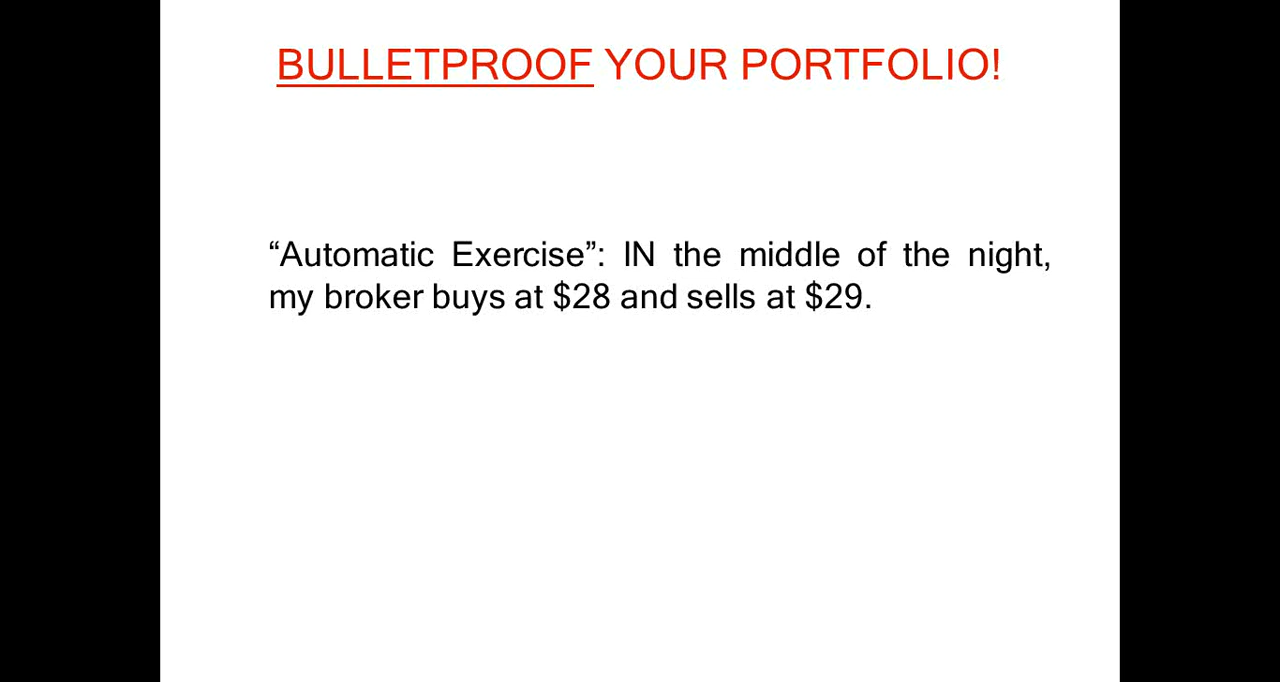 BULLETPROOF YOUR PORTFOLIO!
“Automatic Exercise”: IN the middle of the night,
my broker buys at $28 and sells at $29.